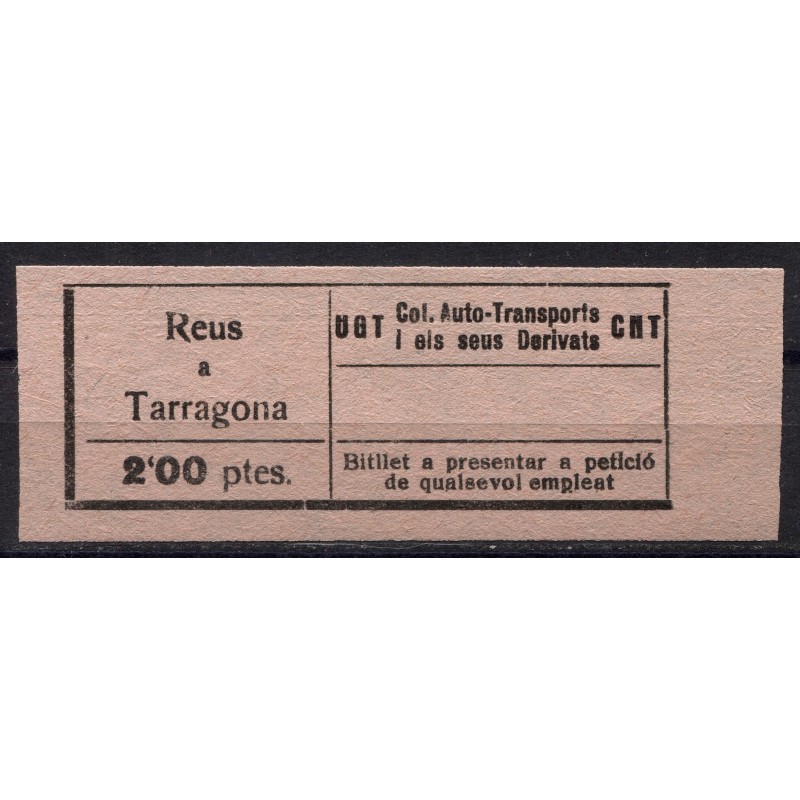 Reus
a
Tarragona
2'00 ptes.
UGT Col. Auto-Transports CNT
i els seus Derivats
Bitllet a presentar a petició
de qualsevol empleat